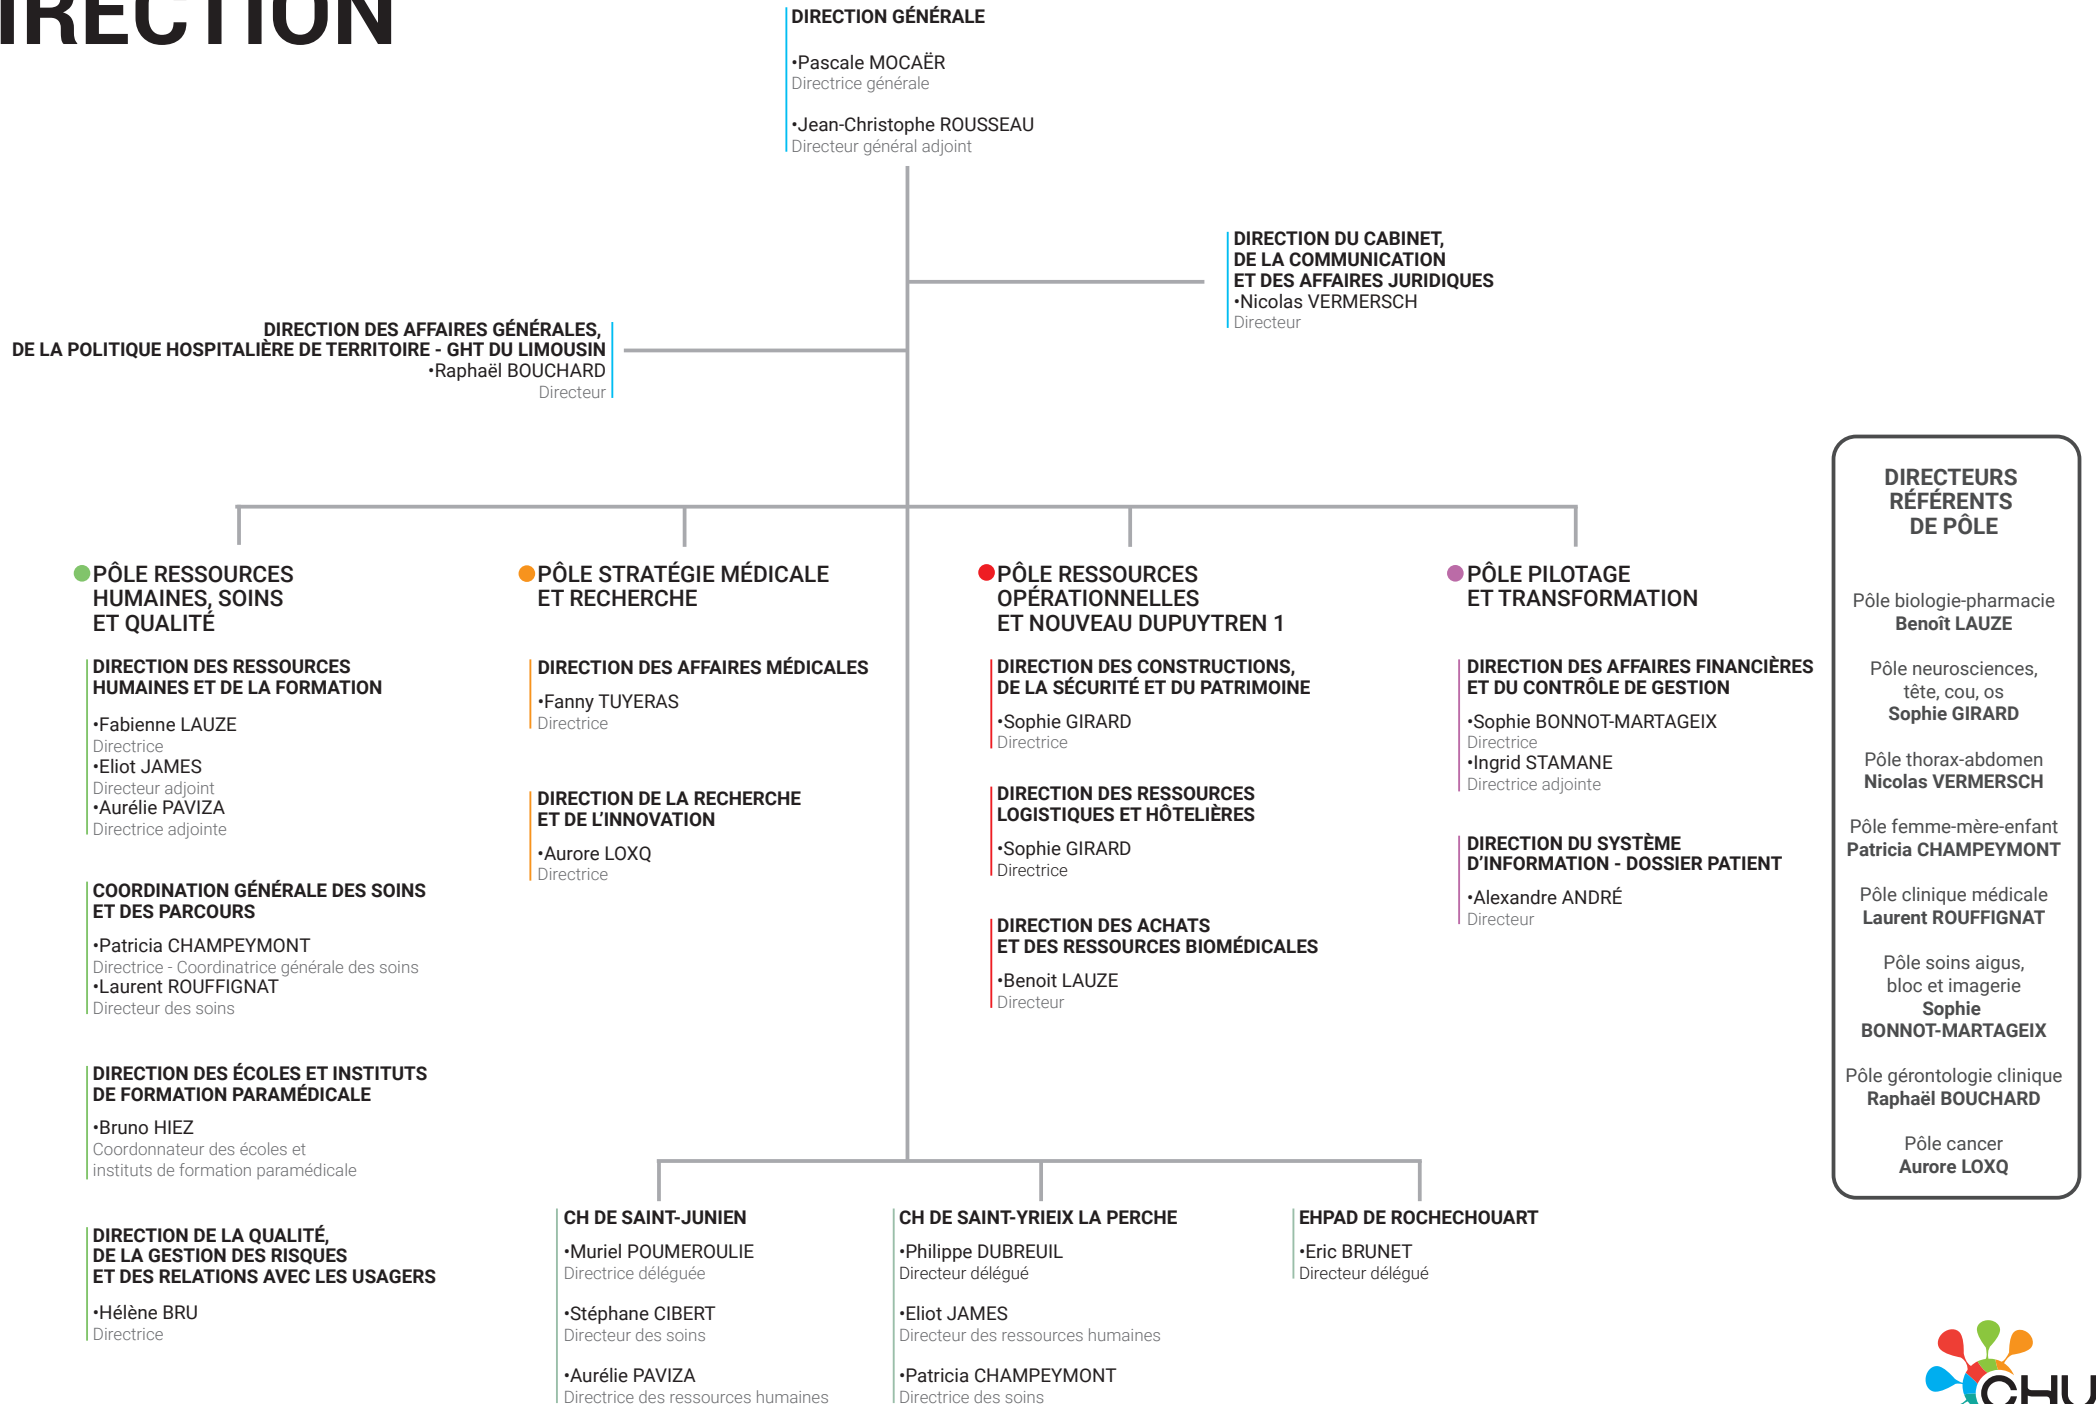 IRECTION
DIRECTION GÉNÉRALE
•Pascale MOCAËR
Directrice générale
•Jean-Christophe ROUSSEAU
Directeur général adjoint
DIRECTION DU CABINET,
DE LA COMMUNICATION
ET DES AFFAIRES JURIDIQUES
•Nicolas VERMERSCH
Directeur
DIRECTION DES AFFAIRES GÉNÉRALES,
DE LA POLITIQUE HOSPITALIÈRE DE TERRITOIRE - GHT DU LIMOUSIN
•Raphaël BOUCHARD
Directeur
PÔLE RESSOURCES
HUMAINES, SOINS
ET QUALITÉ
DIRECTION DES RESSOURCES
HUMAINES ET DE LA FORMATION
•Fabienne LAUZE
Directrice
•Eliot JAMES
Directeur adjoint
•Aurélie PAVIZA
Directrice adjointe
COORDINATION GÉNÉRALE DES SOINS
ET DES PARCOURS
•Patricia CHAMPEYMONT
Directrice - Coordinatrice générale des soins
•Laurent ROUFFIGNAT
Directeur des soins
DIRECTION DES ÉCOLES ET INSTITUTS
DE FORMATION PARAMÉDICALE
•Bruno HIEZ
Coordonnateur des écoles et
instituts de formation paramédicale
DIRECTION DE LA QUALITÉ,
DE LA GESTION DES RISQUES
ET DES RELATIONS AVEC LES USAGERS
•Hélène BRU
Directrice
PÔLE STRATÉGIE MÉDICALE
ET RECHERCHE
DIRECTION DES AFFAIRES MÉDICALES
•Fanny TUYERAS
Directrice
DIRECTION DE LA RECHERCHE
ET DE L'INNOVATION
•Aurore LOXQ
Directrice
PÔLE RESSOURCES
OPÉRATIONNELLES
ET NOUVEAU DUPUYTREN 1
DIRECTION DES CONSTRUCTIONS,
DE LA SÉCURITÉ ET DU PATRIMOINE
•Sophie GIRARD
Directrice
DIRECTION DES RESSOURCES
LOGISTIQUES ET HÔTELIÈRES
•Sophie GIRARD
Directrice
DIRECTION DES ACHATS
ET DES RESSOURCES BIOMÉDICALES
•Benoit LAUZE
Directeur
PÔLE PILOTAGE
ET TRANSFORMATION
DIRECTION DES AFFAIRES FINANCIÈRES
ET DU CONTRÔLE DE GESTION
•Sophie BONNOT-MARTAGEIX
Directrice
•Ingrid STAMANE
Directrice adjointe
DIRECTION DU SYSTÈME
D'INFORMATION - DOSSIER PATIENT
•Alexandre ANDRÉ
Directeur
DIRECTEURS
RÉFÉRENTS
DE PÔLE
Pôle biologie-pharmacie
Benoît LAUZE
Pôle neurosciences,
tête, cou, os
Sophie GIRARD
Pôle thorax-abdomen
Nicolas VERMERSCH
Pôle femme-mère-enfant
Patricia CHAMPEYMONT
Pôle clinique médicale
Laurent ROUFFIGNAT
Pôle soins aigus,
bloc et imagerie
Sophie
BONNOT-MARTAGEIX
Pôle gérontologie clinique
Raphaël BOUCHARD
Pôle cancer
Aurore LOXQ
CH DE SAINT-JUNIEN
•Muriel POUMEROULIE
Directrice déléguée
•Stéphane CIBERT
Directeur des soins
•Aurélie PAVIZA
Directrice des ressources humaines
CH DE SAINT-YRIEIX LA PERCHE
•Philippe DUBREUIL
Directeur délégué
•Eliot JAMES
Directeur des ressources humaines
•Patricia CHAMPEYMONT
Directrice des soins
EHPAD DE ROCHECHOUART
•Eric BRUNET
Directeur délégué
CHU